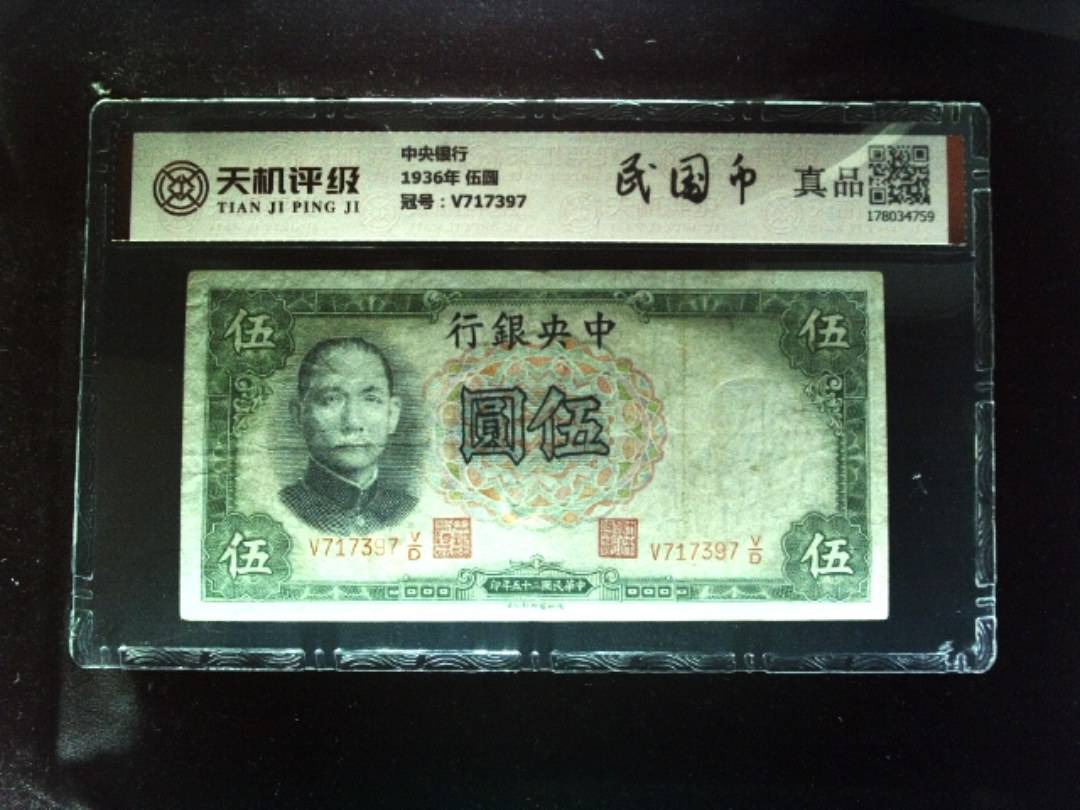 天机评级
TIAN JI PING JI
中央银行
1936年 伍圆
冠号：V717397
民国币
真品
178034759
伍
行銀央中
伍
圓伍
V717397 V/D
V717397 V/D
伍
印年五十二國民華中
伍